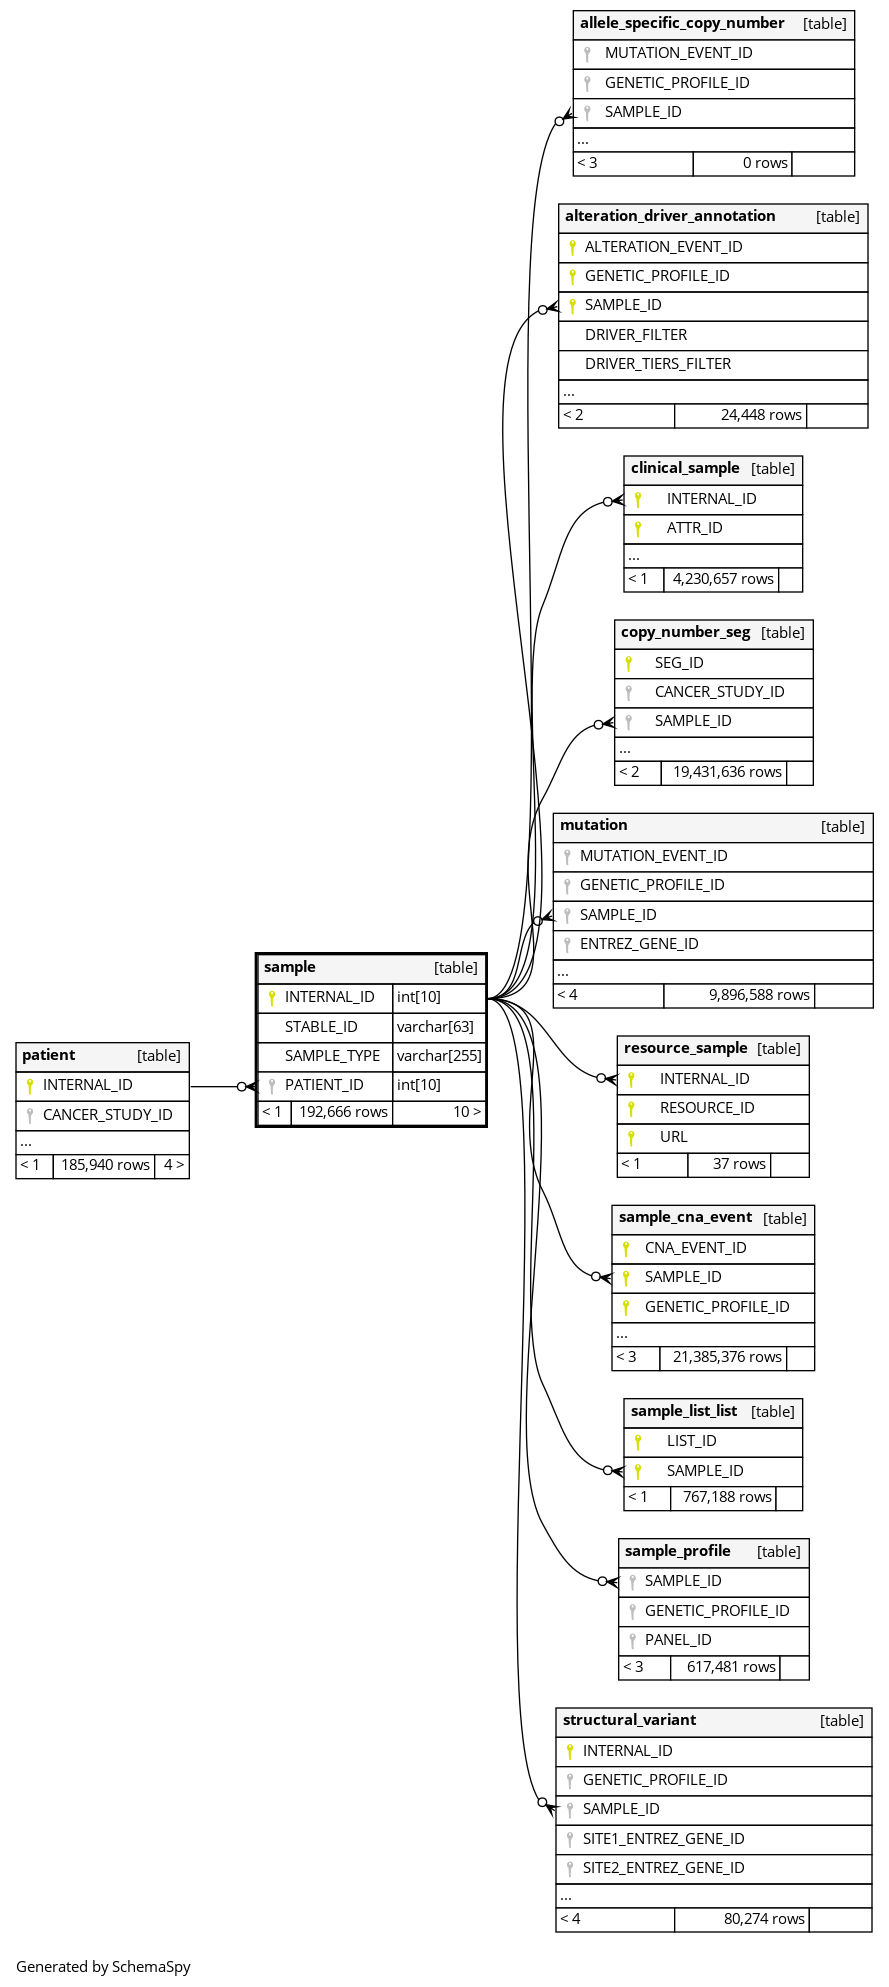 allele_specific_copy_number [table]
MUTATION_EVENT_ID
GENETIC_PROFILE_ID
SAMPLE_ID
...
< 3 0 rows
alteration_driver_annotation [table]
ALTERATION_EVENT_ID
GENETIC_PROFILE_ID
SAMPLE_ID
DRIVER_FILTER
DRIVER_TIERS_FILTER
...
< 2 24,448 rows
clinical_sample [table]
INTERNAL_ID
ATTR_ID
...
< 1 4,230,657 rows
copy_number_seg [table]
SEG_ID
CANCER_STUDY_ID
SAMPLE_ID
...
< 2 19,431,636 rows
mutation [table]
MUTATION_EVENT_ID
GENETIC_PROFILE_ID
SAMPLE_ID
ENTREZ_GENE_ID
...
< 4 9,896,588 rows
sample [table]
INTERNAL_ID int[10]
STABLE_ID varchar[63]
SAMPLE_TYPE varchar[255]
PATIENT_ID int[10]
< 1 192,666 rows 10 >
patient [table]
INTERNAL_ID
CANCER_STUDY_ID
...
< 1 185,940 rows 4 >
resource_sample [table]
INTERNAL_ID
RESOURCE_ID
URL
< 1 37 rows
sample_cna_event [table]
CNA_EVENT_ID
SAMPLE_ID
GENETIC_PROFILE_ID
...
< 3 21,385,376 rows
sample_list_list [table]
LIST_ID
SAMPLE_ID
< 1 767,188 rows
sample_profile [table]
SAMPLE_ID
GENETIC_PROFILE_ID
PANEL_ID
< 3 617,481 rows
structural_variant [table]
INTERNAL_ID
GENETIC_PROFILE_ID
SAMPLE_ID
SITE1_ENTREZ_GENE_ID
SITE2_ENTREZ_GENE_ID
...
< 4 80,274 rows
Generated by SchemaSpy